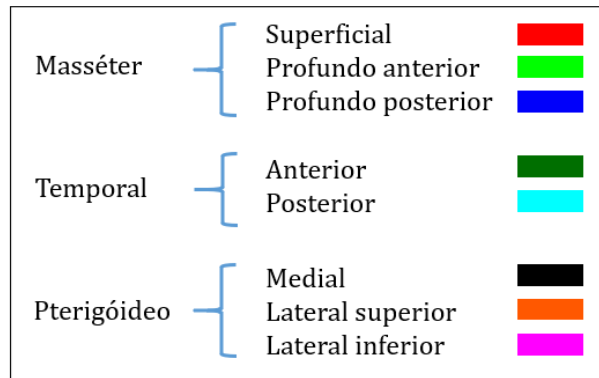 Masséter
Superficial
Profundo anterior
Profundo posterior
Temporal
Anterior
Posterior
Pterigóideo
Medial
Lateral superior
Lateral inferior